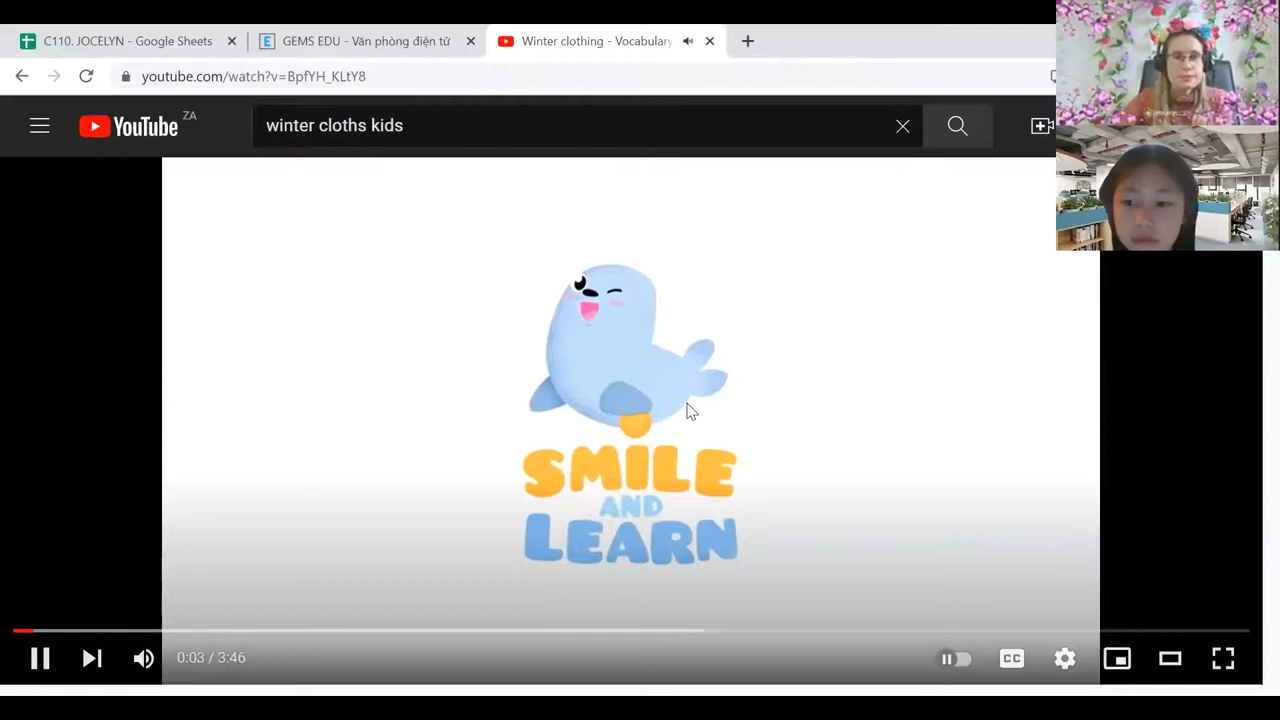 C110. JOCELYN - Google Sheets
GEMS EDU - Văn phòng điện tử
Winter clothing - Vocabulary
youtube.com/watch?v=BpfYH_KLtY8
YouTube ZA
winter cloths kids
SMILE
AND
LEARN
0:03 / 3:46
CC